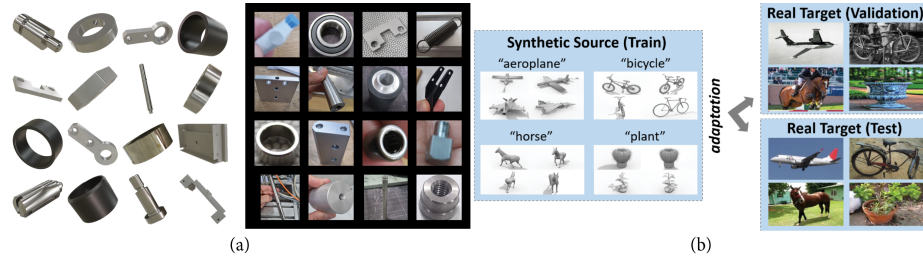 Synthetic Source (Train)
"aeroplane" "bicycle"
"horse" "plant"
adaptation
Real Target (Validation)
Real Target (Test)
(a) (b)